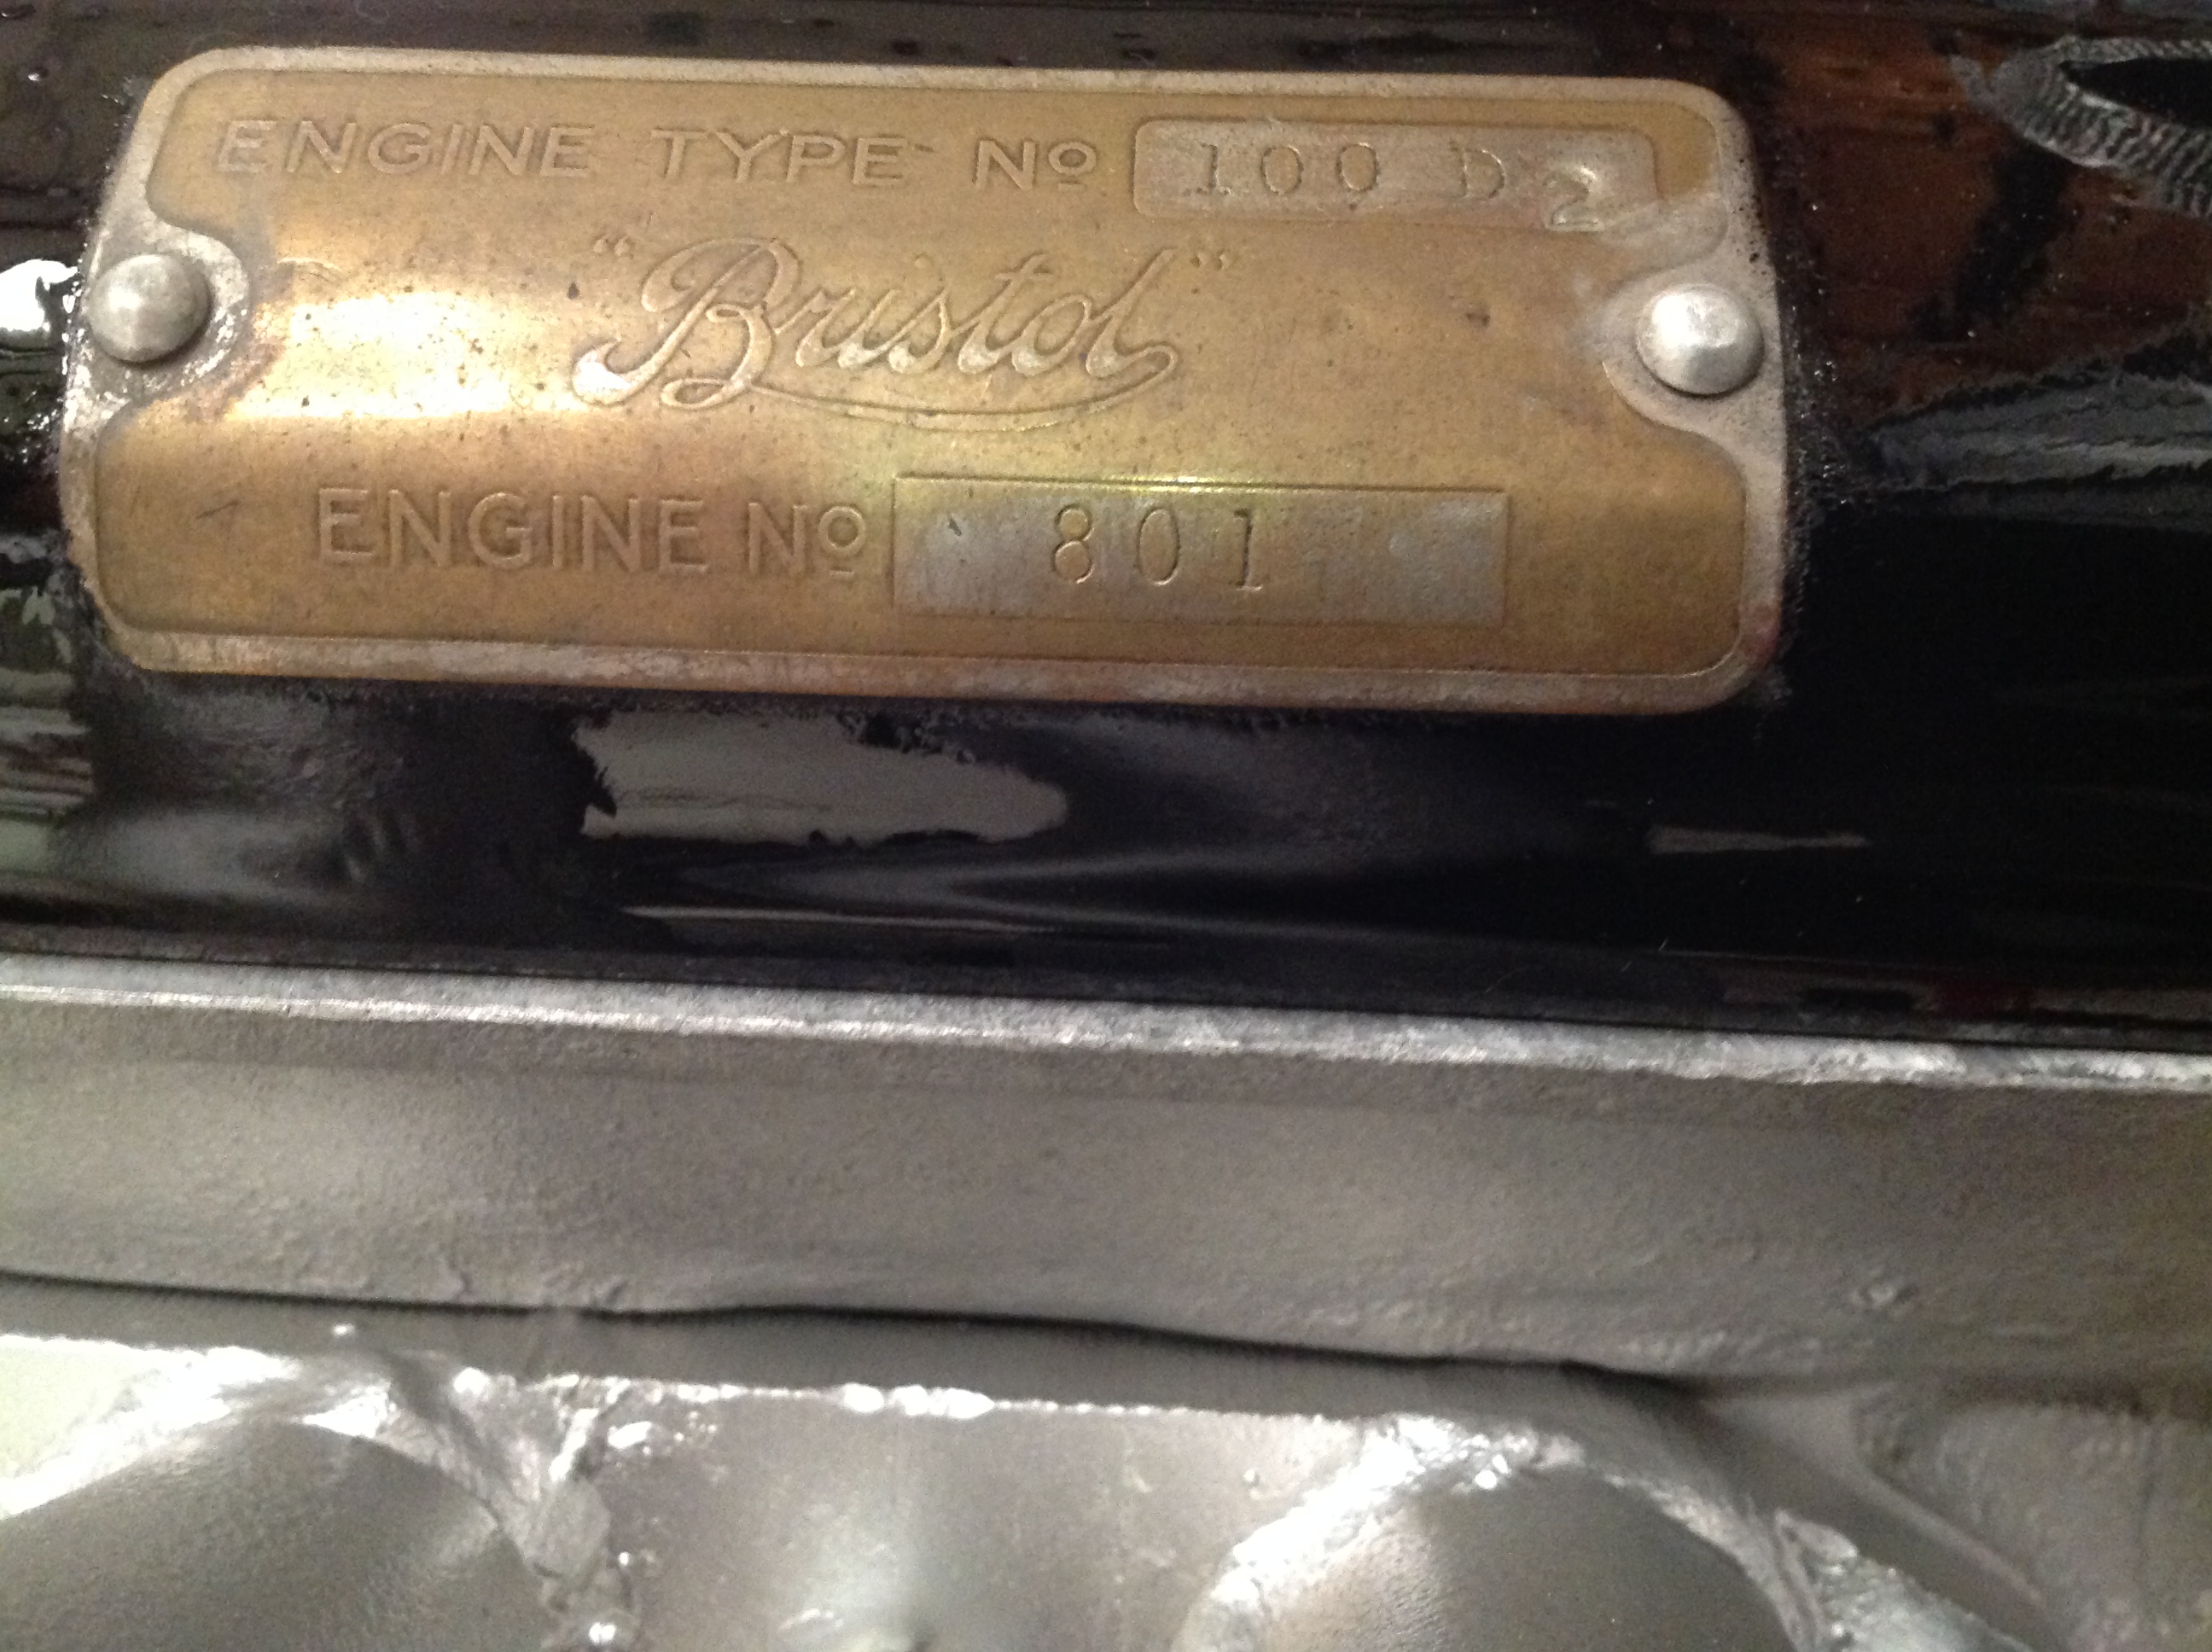 ENGINE TYPE Nº 100 D2
"Bristol"
ENGINE Nº 801